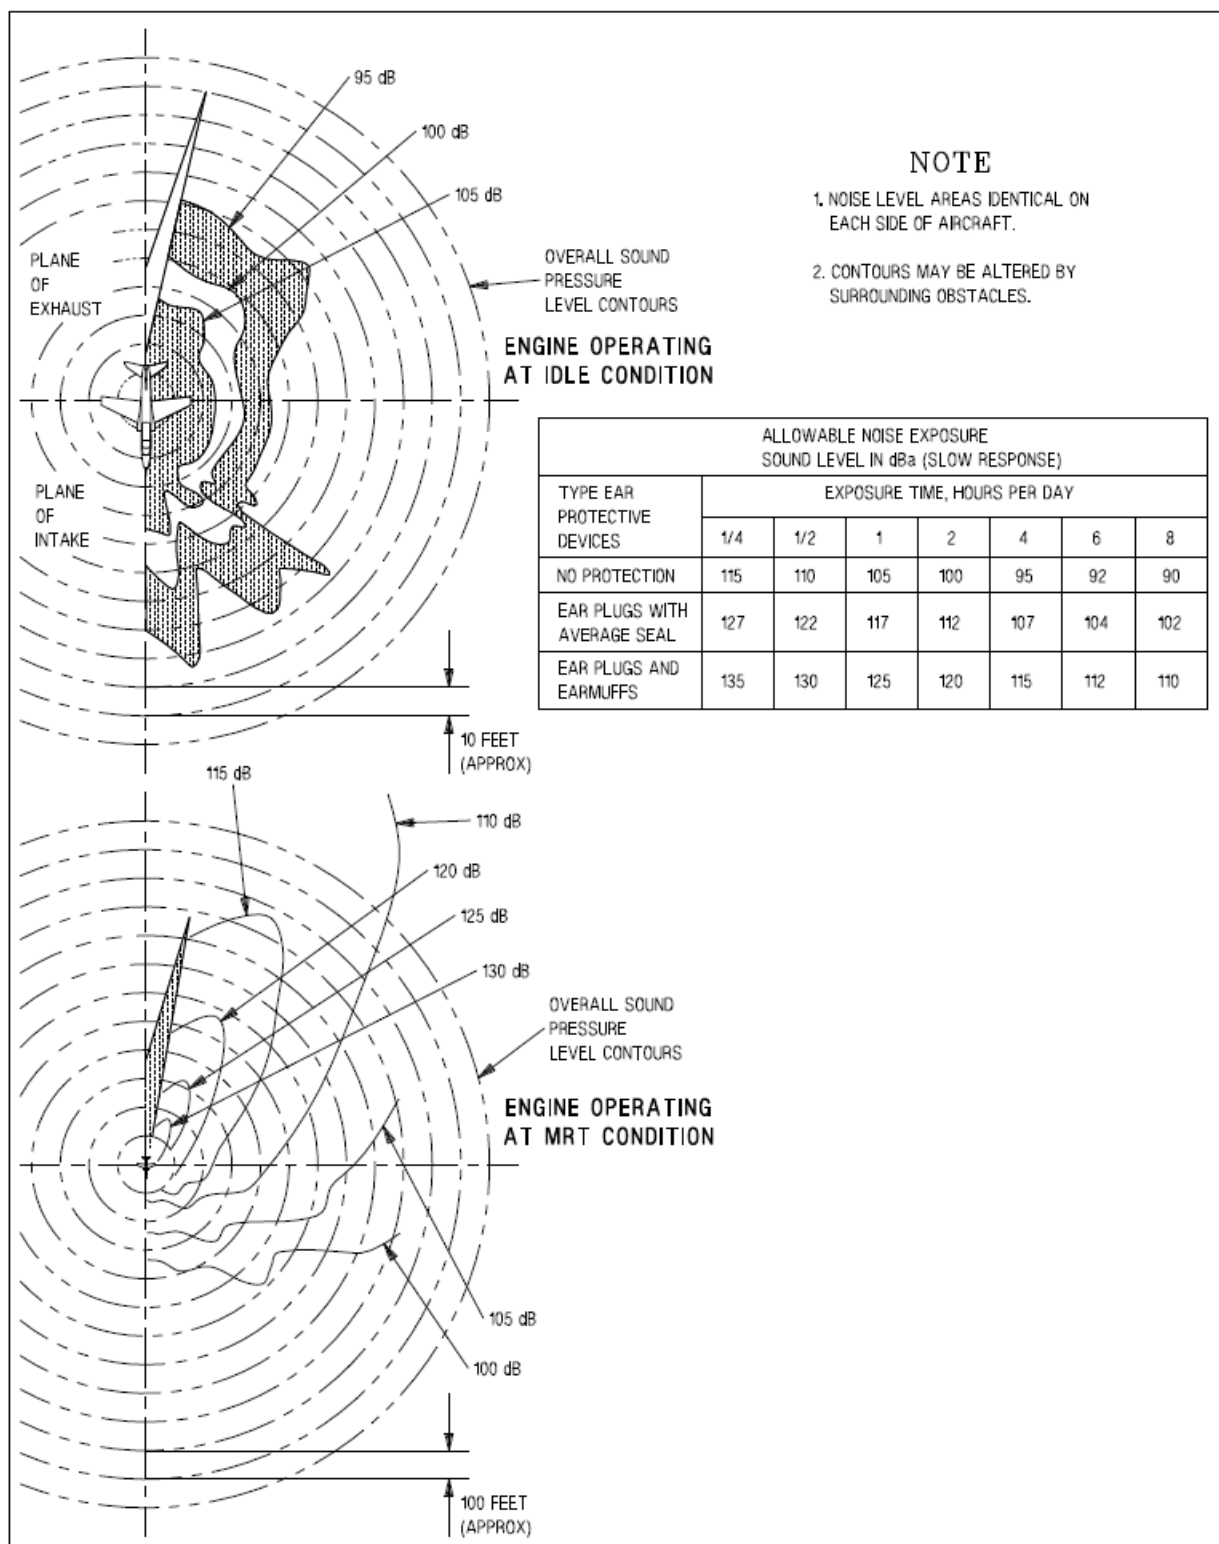 95 dB
100 dB
105 dB
NOTE
1. NOISE LEVEL AREAS IDENTICAL ON
EACH SIDE OF AIRCRAFT.
2. CONTOURS MAY BE ALTERED BY
SURROUNDING OBSTACLES.
PLANE
OF
EXHAUST
OVERALL SOUND
PRESSURE
LEVEL CONTOURS
ENGINE OPERATING
AT IDLE CONDITION
PLANE
OF
INTAKE
ALLOWABLE NOISE EXPOSURE
SOUND LEVEL IN dBa (SLOW RESPONSE)
TYPE EAR
PROTECTIVE
DEVICES
EXPOSURE TIME, HOURS PER DAY
1/4 1/2 1 2 4 6 8
NO PROTECTION 115 110 105 100 95 92 90
EAR PLUGS WITH
AVERAGE SEAL
127 122 117 112 107 104 102
EAR PLUGS AND
EARMUFFS
135 130 125 120 115 112 110
10 FEET
(APPROX)
115 dB
110 dB
120 dB
125 dB
130 dB
OVERALL SOUND
PRESSURE
LEVEL CONTOURS
ENGINE OPERATING
AT MRT CONDITION
105 dB
100 dB
100 FEET
(APPROX)